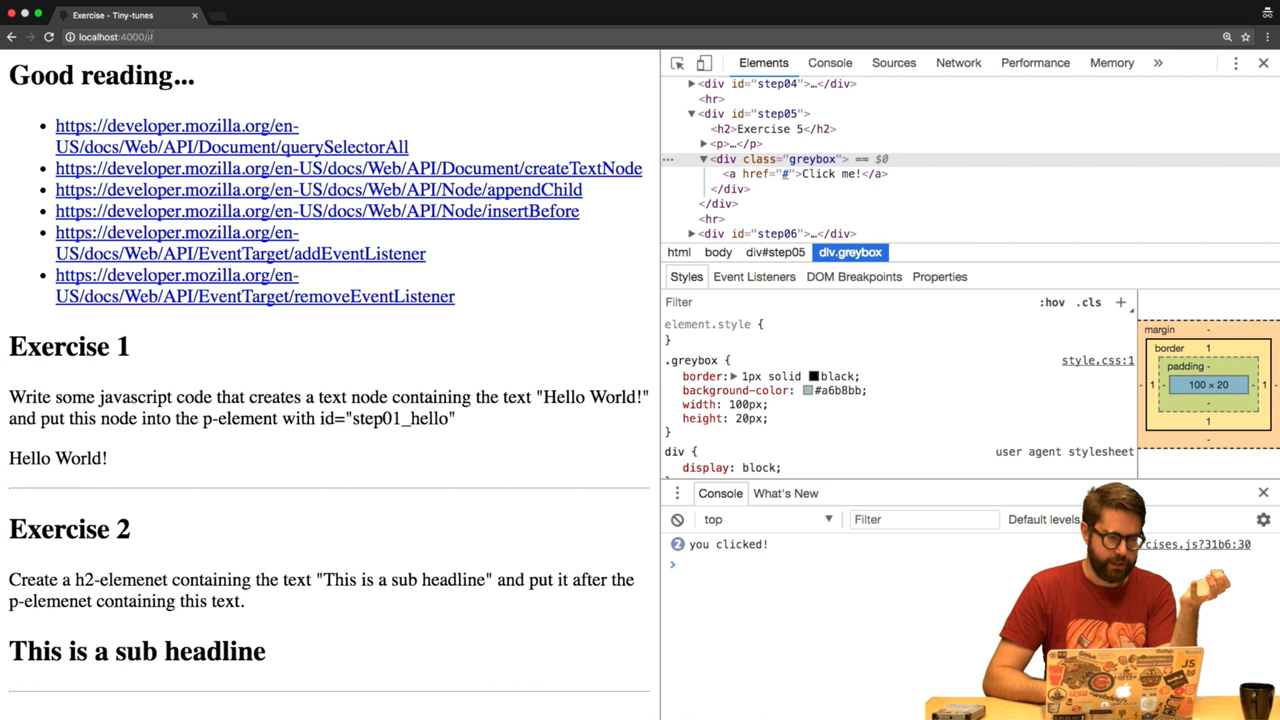 Exercise - Tiny-tunes
localhost:4000/#
Good reading...
https://developer.mozilla.org/en-
US/docs/Web/API/Document/querySelectorAll
https://developer.mozilla.org/en-US/docs/Web/API/Document/createTextNode
https://developer.mozilla.org/en-US/docs/Web/API/Node/appendChild
https://developer.mozilla.org/en-US/docs/Web/API/Node/insertBefore
https://developer.mozilla.org/en-
US/docs/Web/API/EventTarget/addEventListener
https://developer.mozilla.org/en-
US/docs/Web/API/EventTarget/removeEventListener
Exercise 1
Write some javascript code that creates a text node containing the text "Hello World!"
and put this node into the p-element with id="step01_hello"
Hello World!
Exercise 2
Create a h2-elemenet containing the text "This is a sub headline" and put it after the
p-elemenet containing this text.
This is a sub headline
Elements Console Sources Network Performance Memory »
▶<div id="step04">…</div>
<hr>
▼<div id="step05">
<h2>Exercise 5</h2>
▶<p>…</p>
… ▼<div class="greybox"> == $0
<a href="#">Click me!</a>
</div>
</div>
<hr>
▶<div id="step06">…</div>
html body div#step05 div.greybox
Styles Event Listeners DOM Breakpoints Properties
Filter :hov .cls +
element.style {
}
.greybox { style.css:1
border:▶ 1px solid black;
background-color: #a6b8bb;
width: 100px;
height: 20px;
}
div { user agent stylesheet
display: block;
margin -
border 1
padding -
- 1 - 100 × 20 - 1 -
-
1
-
Console What's New
top ▼ Filter Default levels
2 you clicked! cises.js?31b6:30
>
JS